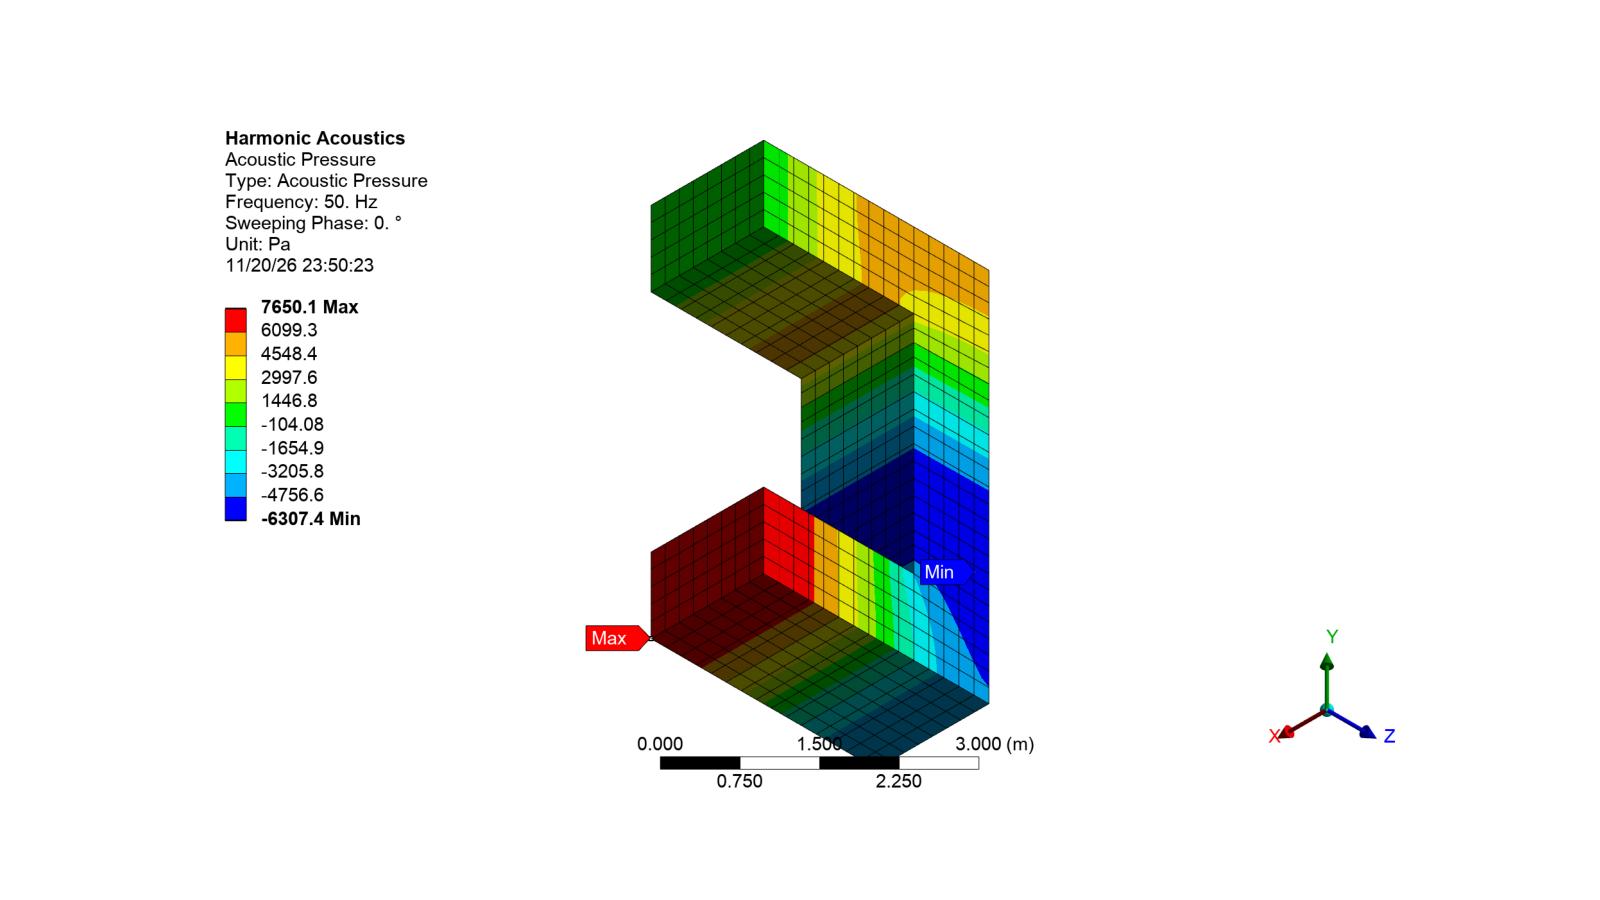 Harmonic Acoustics
Acoustic Pressure
Type: Acoustic Pressure
Frequency: 50. Hz
Sweeping Phase: 0. °
Unit: Pa
11/20/26 23:50:23
7650.1 Max
6099.3
4548.4
2997.6
1446.8
-104.08
-1654.9
-3205.8
-4756.6
-6307.4 Min
Min
Max
0.000 1.500 3.000 (m)
0.750 2.250
Y
X Z